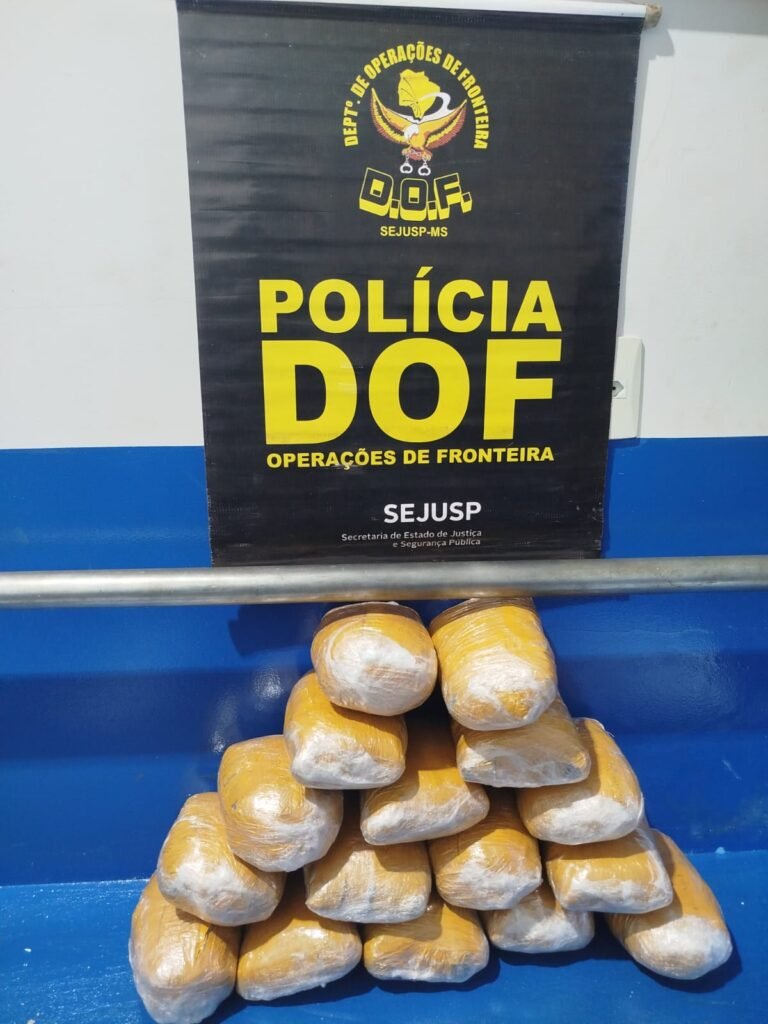 DEPTº. DE OPERAÇÕES DE FRONTEIRA
D.O.F.
SEJUSP-MS
POLÍCIA
DOF
OPERAÇÕES DE FRONTEIRA
SEJUSP
Secretaria de Estado de Justiça
e Segurança Pública